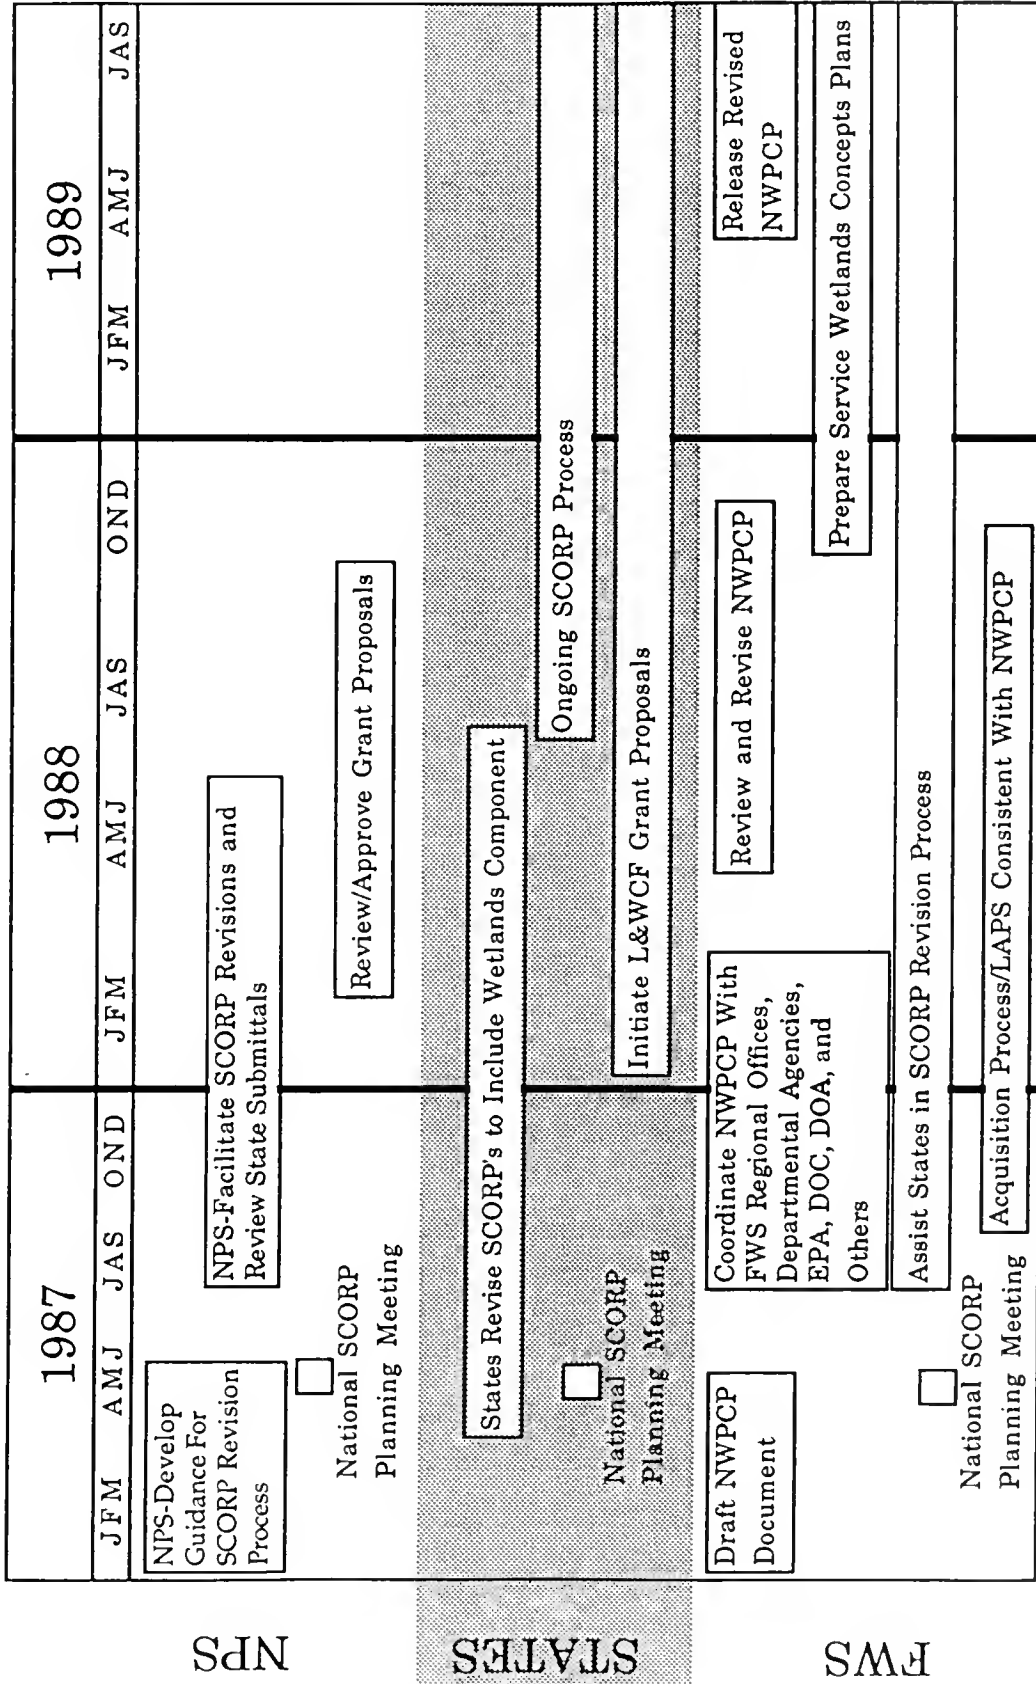 1987
1988
1989
JFM AMJ JAS OND JFM AMJ JAS OND JFM AMJ JAS
NPS
NPS-Develop
Guidance For
SCORP Revision
Process
NPS-Facilitate SCORP Revisions and
Review State Submittals
National SCORP
Planning Meeting
Review/Approve Grant Proposals
STATES
States Revise SCORP's to Include Wetlands Component
Ongoing SCORP Process
National SCORP
Planning Meeting
Initiate L&WCF Grant Proposals
FWS
Draft NWPCP
Document
Coordinate NWPCP With
FWS Regional Offices,
Departmental Agencies,
EPA, DOC, DOA, and
Others
Review and Revise NWPCP
Release Revised
NWPCP
Prepare Service Wetlands Concepts Plans
Assist States in SCORP Revision Process
National SCORP
Planning Meeting
Acquisition Process/LAPS Consistent With NWPCP